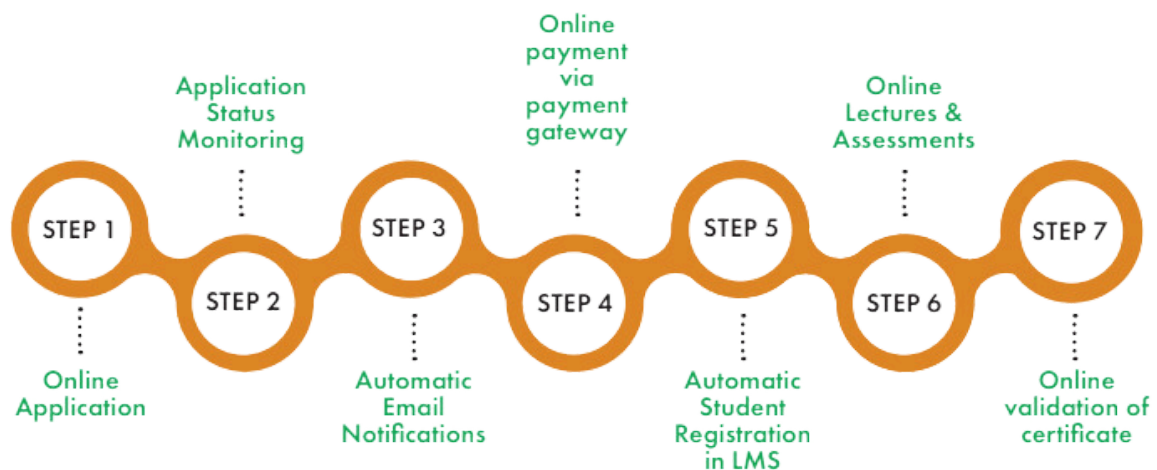 STEP 1
Online
Application
Application
Status
Monitoring
STEP 2
STEP 3
Automatic
Email
Notifications
Online
payment
via
payment
gateway
STEP 4
STEP 5
Automatic
Student
Registration
in LMS
Online
Lectures &
Assessments
STEP 6
STEP 7
Online
validation of
certificate